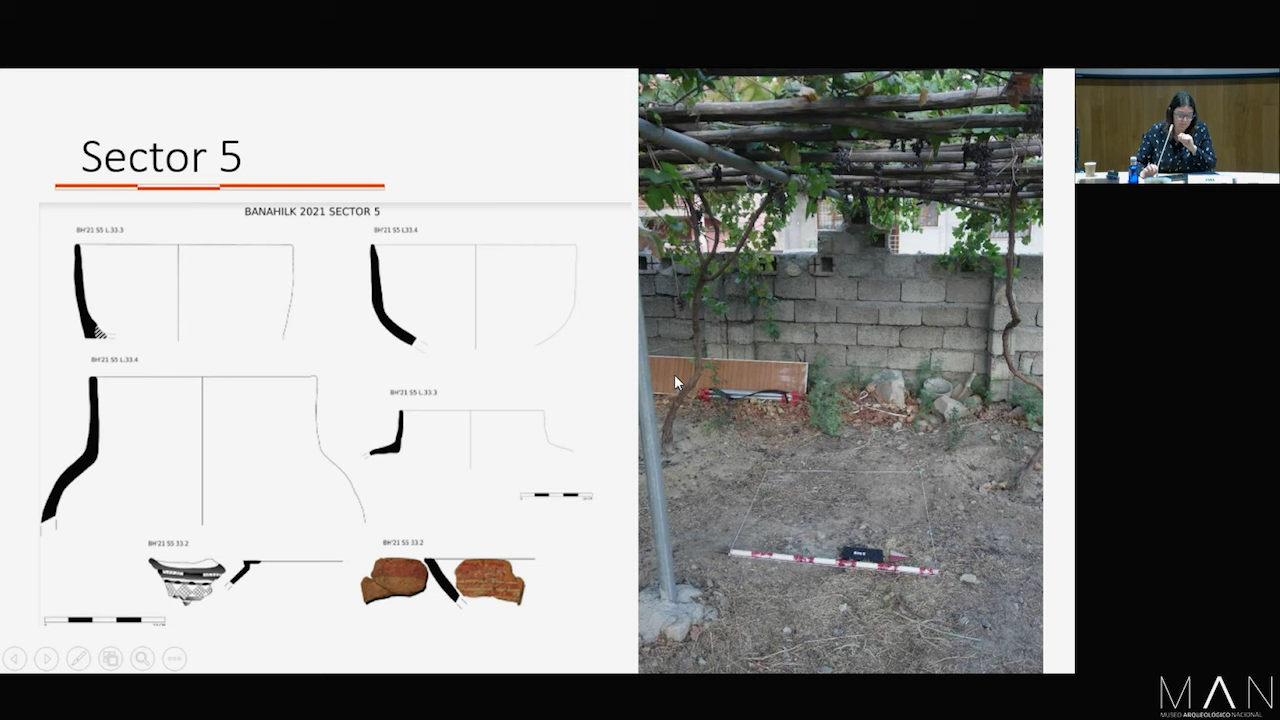 Sector 5
BANAHILK 2021 SECTOR 5
BH'21 S5 L.33.3
BH'21 S5 L33.4
BH'21 S5 L.33.4
BH'21 S5 L.33.3
BH'21 S5 33.2
BH'21 S5 33.2
MAN
MUSEO ARQUEOLÓGICO NACIONAL